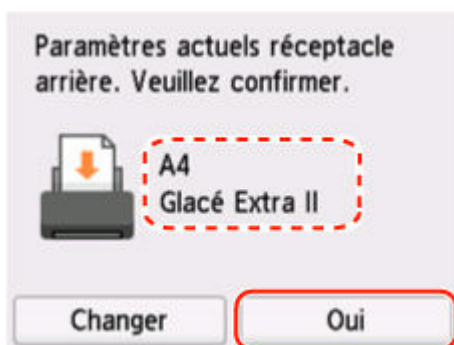 Paramètres actuels réceptacle
arrière. Veuillez confirmer.
A4
Glacé Extra II
Changer
Oui